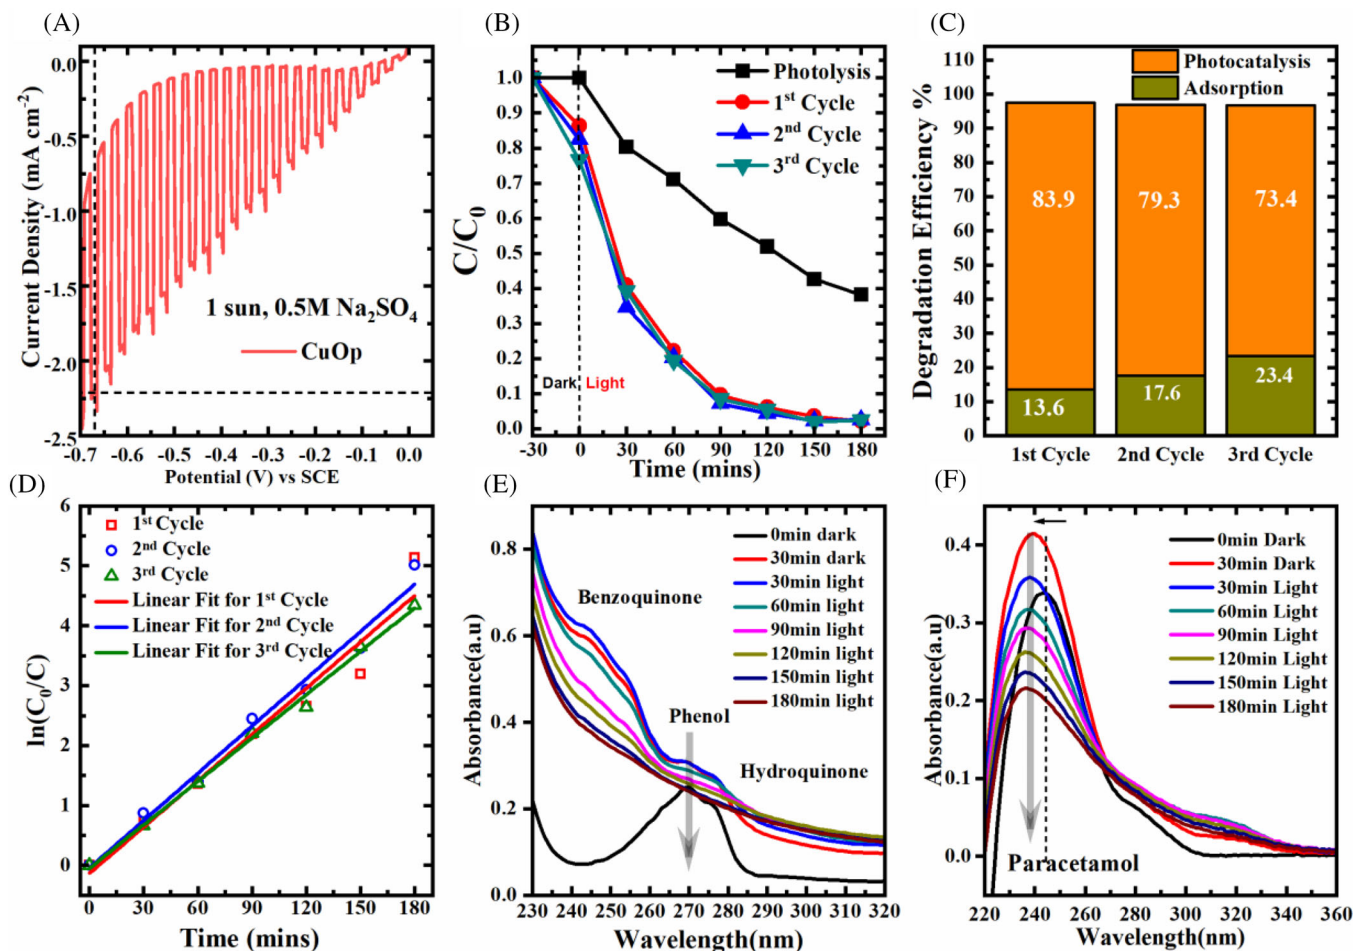 (A)
0.0
-0.5
-1.0
-1.5
-2.0
-2.5
Current Density (mA cm⁻²)
1 sun, 0.5M Na₂SO₄
CuOp
-0.7 -0.6 -0.5 -0.4 -0.3 -0.2 -0.1 0.0
Potential (V) vs SCE
(B)
1.0
0.9
0.8
0.7
0.6
0.5
0.4
0.3
0.2
0.1
0.0
C/C₀
Photolysis
1ˢᵗ Cycle
2ⁿᵈ Cycle
3ʳᵈ Cycle
Dark Light
-30 0 30 60 90 120 150 180
Time (mins)
(C)
110
100
90
80
70
60
50
40
30
20
10
0
Degradation Efficiency %
Photocatalysis
Adsorption
83.9 79.3 73.4
13.6 17.6 23.4
1st Cycle 2nd Cycle 3rd Cycle
(D)
6
5
4
3
2
1
0
ln(C₀/C)
1ˢᵗ Cycle
2ⁿᵈ Cycle
3ʳᵈ Cycle
Linear Fit for 1ˢᵗ Cycle
Linear Fit for 2ⁿᵈ Cycle
Linear Fit for 3ʳᵈ Cycle
0 30 60 90 120 150 180
Time (mins)
(E)
0.8
0.6
0.4
0.2
0.0
Absorbance(a.u)
Benzoquinone
Phenol
Hydroquinone
0min dark
30min dark
30min light
60min light
90min light
120min light
150min light
180min light
230 240 250 260 270 280 290 300 310 320
Wavelength(nm)
(F)
0.4
0.3
0.2
0.1
0.0
Absorbance(a.u)
0min Dark
30min Dark
30min Light
60min Light
90min Light
120min Light
150min Light
180min Light
Paracetamol
220 240 260 280 300 320 340 360
Wavelength(nm)